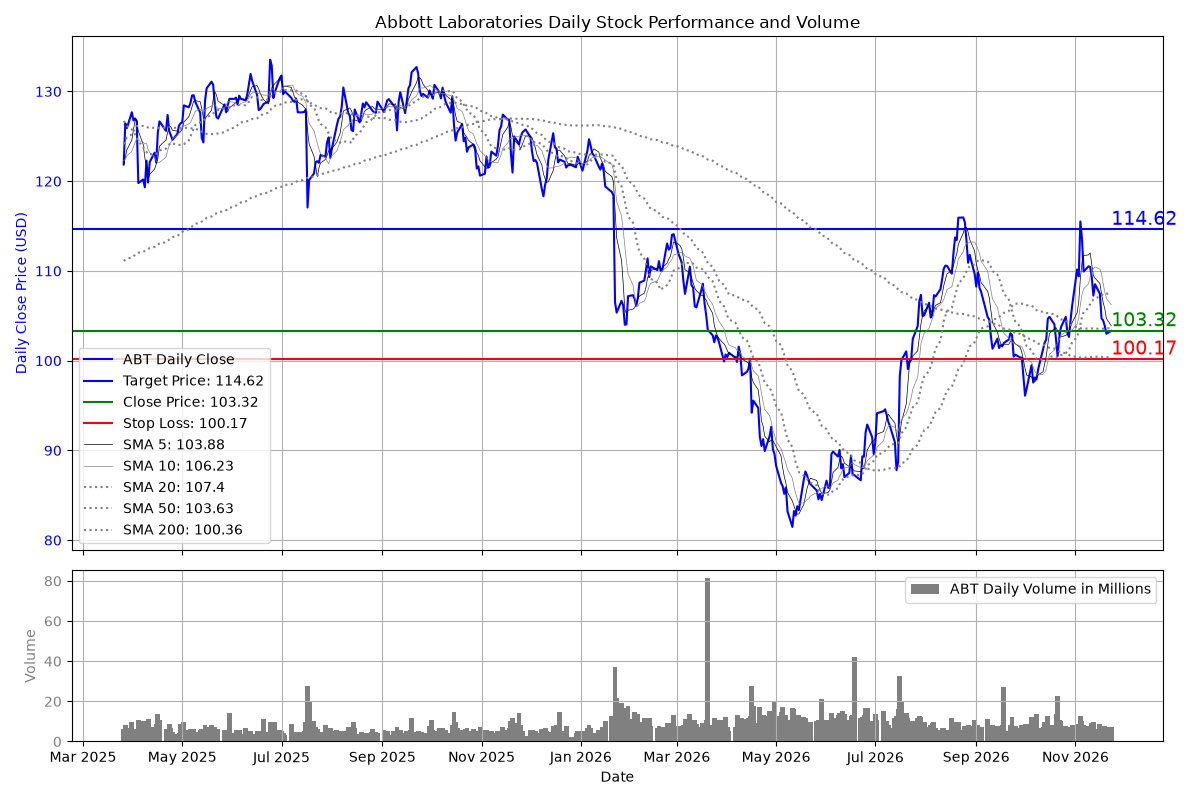 Abbott Laboratories Daily Stock Performance and Volume
Daily Close Price (USD)
130
120
110
100
90
80
114.62
103.32
100.17
ABT Daily Close
Target Price: 114.62
Close Price: 103.32
Stop Loss: 100.17
SMA 5: 103.88
SMA 10: 106.23
SMA 20: 107.4
SMA 50: 103.63
SMA 200: 100.36
Volume
80
60
40
20
0
ABT Daily Volume in Millions
Mar 2025 May 2025 Jul 2025 Sep 2025 Nov 2025 Jan 2026 Mar 2026 May 2026 Jul 2026 Sep 2026 Nov 2026
Date